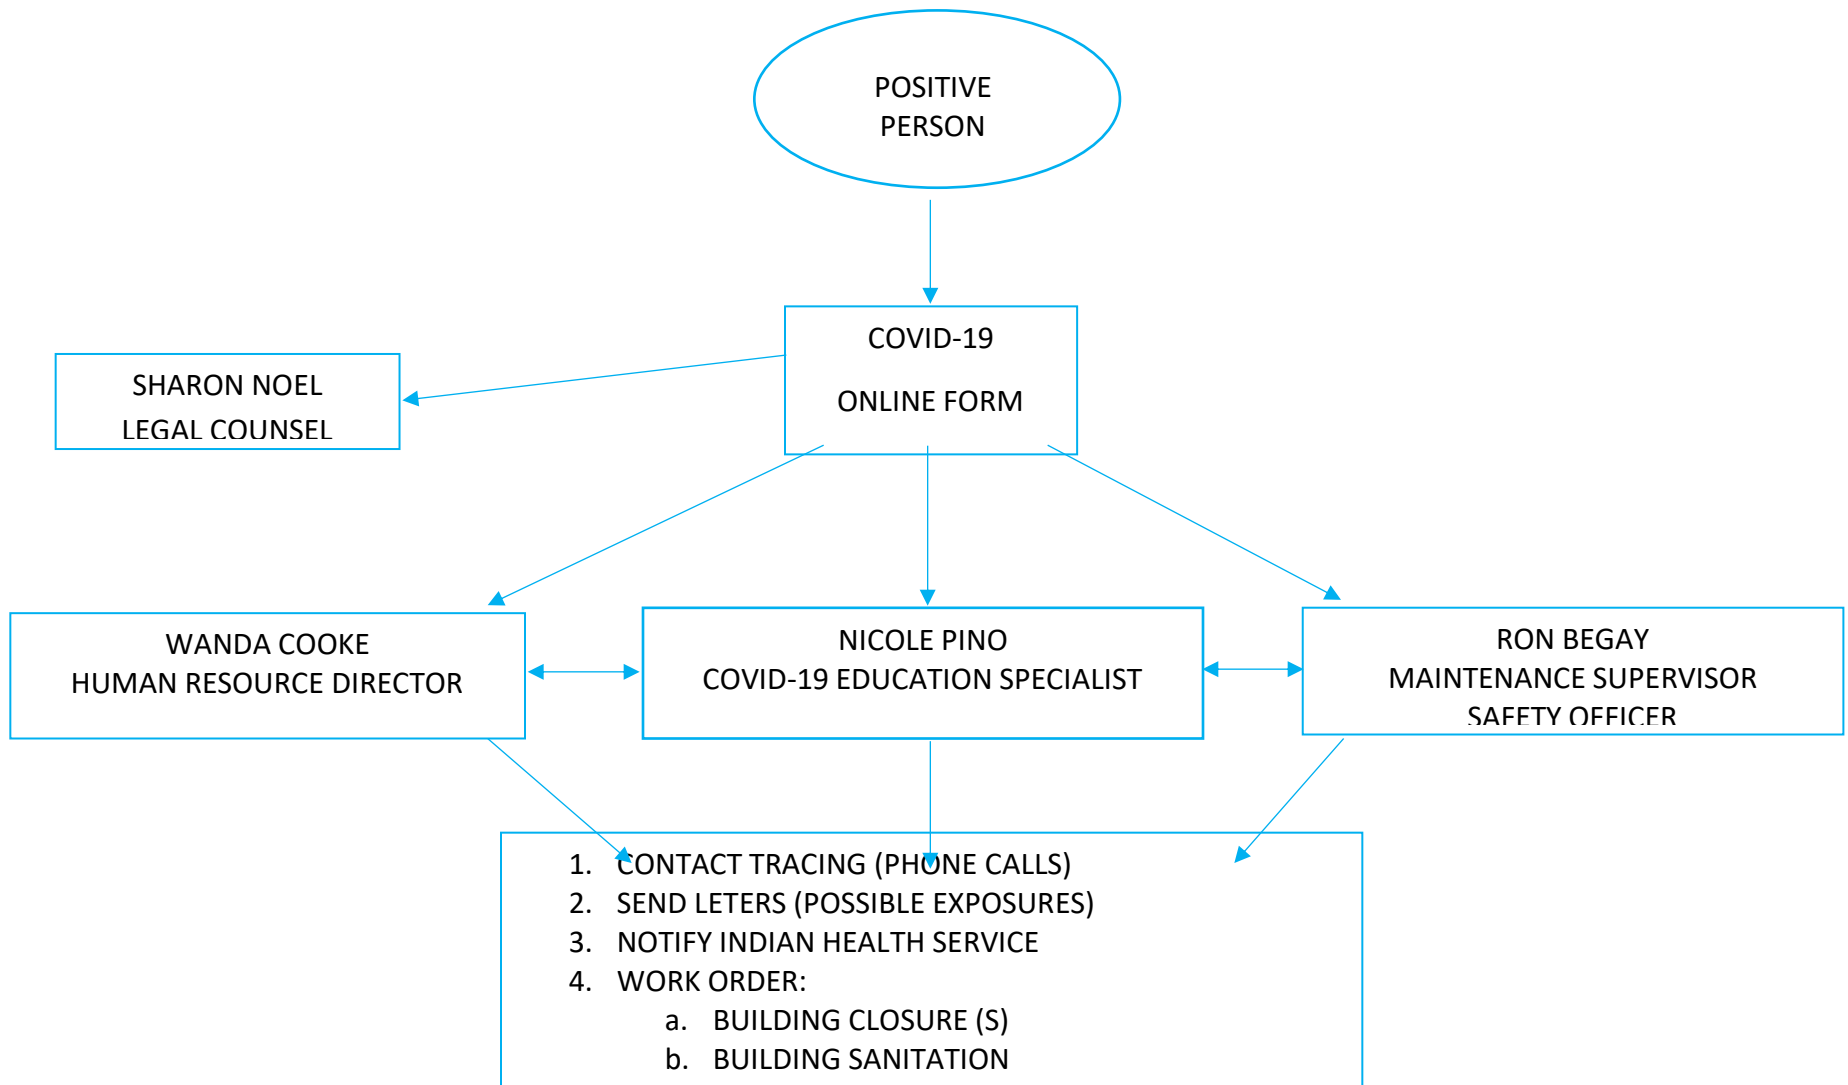 POSITIVE
PERSON
COVID-19
ONLINE FORM
SHARON NOEL
LEGAL COUNSEL
WANDA COOKE
HUMAN RESOURCE DIRECTOR
NICOLE PINO
COVID-19 EDUCATION SPECIALIST
RON BEGAY
MAINTENANCE SUPERVISOR
SAFETY OFFICER
1. CONTACT TRACING (PHONE CALLS)
2. SEND LETERS (POSSIBLE EXPOSURES)
3. NOTIFY INDIAN HEALTH SERVICE
4. WORK ORDER:
a. BUILDING CLOSURE (S)
b. BUILDING SANITATION